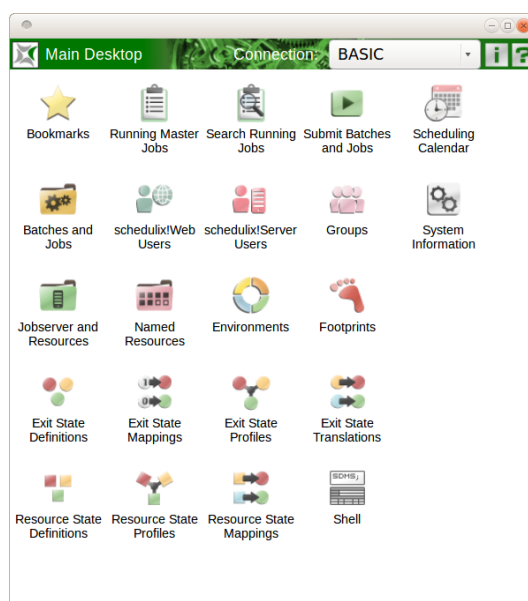 Main Desktop Connection: BASIC i ?
Bookmarks
Running Master
Jobs
Search Running
Jobs
Submit Batches
and Jobs
Scheduling
Calendar
Batches and
Jobs
schedulix!Web
Users
schedulix!Server
Users
Groups
System
Information
Jobserver and
Resources
Named
Resources
Environments
Footprints
Exit State
Definitions
1
0
Exit State
Mappings
Exit State
Profiles
Exit State
Translations
Resource State
Definitions
Resource State
Profiles
Resource State
Mappings
SDMS;
Shell